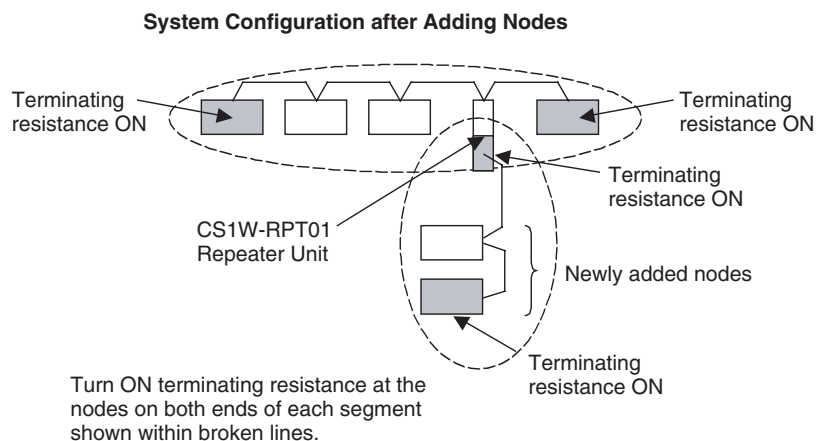 System Configuration after Adding Nodes
Terminating
resistance ON
Terminating
resistance ON
Terminating
resistance ON
CS1W-RPT01
Repeater Unit
Newly added nodes
Terminating
resistance ON
Turn ON terminating resistance at the
nodes on both ends of each segment
shown within broken lines.